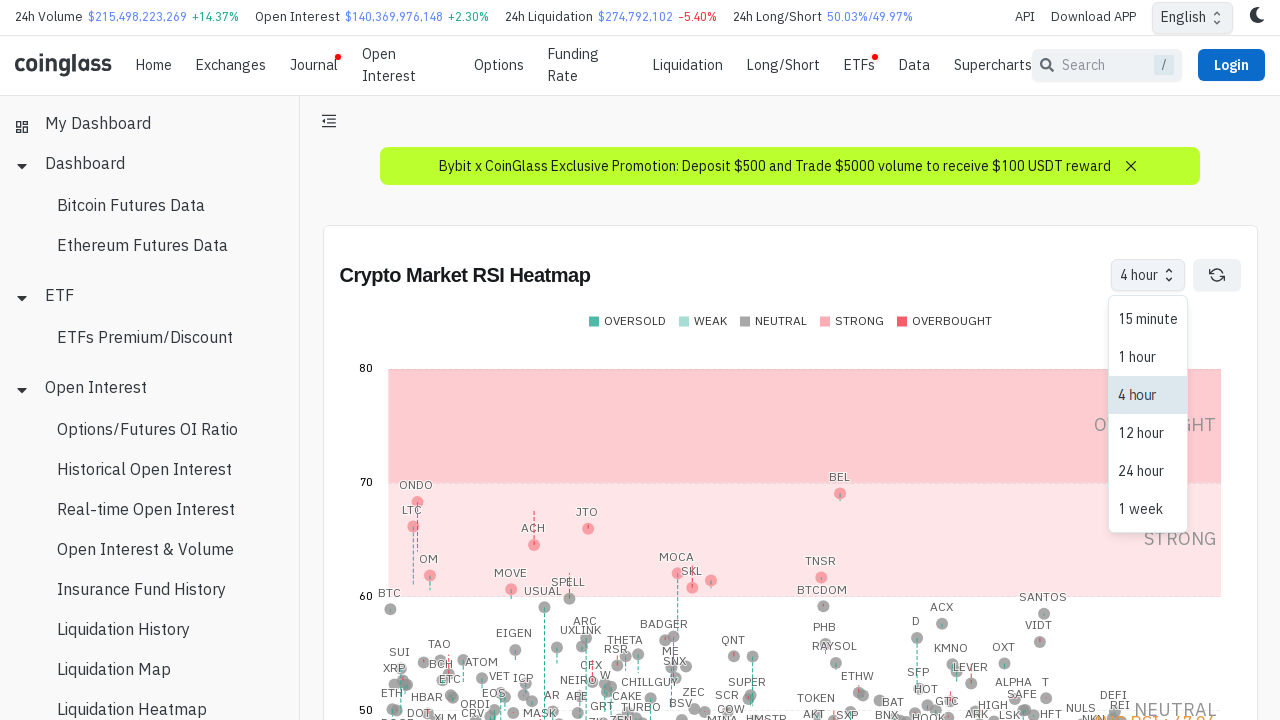 24h Volume $215,498,223,269 +14.37% Open Interest $140,369,976,148 +2.30% 24h Liquidation $274,792,102 -5.40% 24h Long/Short 50.03%/49.97% API Download APP English
coinglass Home Exchanges Journal Open Interest Options Funding Rate Liquidation Long/Short ETFs Data Supercharts Search / Login
My Dashboard
Dashboard
Bitcoin Futures Data
Ethereum Futures Data
ETF
ETFs Premium/Discount
Open Interest
Options/Futures OI Ratio
Historical Open Interest
Real-time Open Interest
Open Interest & Volume
Insurance Fund History
Liquidation History
Liquidation Map
Liquidation Heatmap
Bybit x CoinGlass Exclusive Promotion: Deposit $500 and Trade $5000 volume to receive $100 USDT reward
Crypto Market RSI Heatmap
4 hour
15 minute
1 hour
4 hour
12 hour
24 hour
1 week
OVERSOLD WEAK NEUTRAL STRONG OVERBOUGHT
80
70
ONDO BEL
LTC JTO
ACH
STRONG
OM MOCA TNSR
MOVE SKL
SPELL
60 BTC USUAL BTCDOM SANTOS
ACX
ARC BADGER D VIDT
EIGEN UXLINK PHB
TAO THETA QNT RAYSOL
SUI RSR ME KMNO OXT
XRP BCH ATOM CFX SNX LEVER
ETC VET ICP NEIRO W CHILLGUY SUPER ETHW SFP ALPHA T
ETH HBAR EOS AR CAKE ZEC SCR TOKEN BAT HOT GTC SAFE DEFI
ORDI GRT TURBO BSV COW HIGH NULS REI
50 DOT XLM CRV MASK ZEN MINA HMSTR SXP BNX HOOK ARK LSK HFT
NEUTRAL